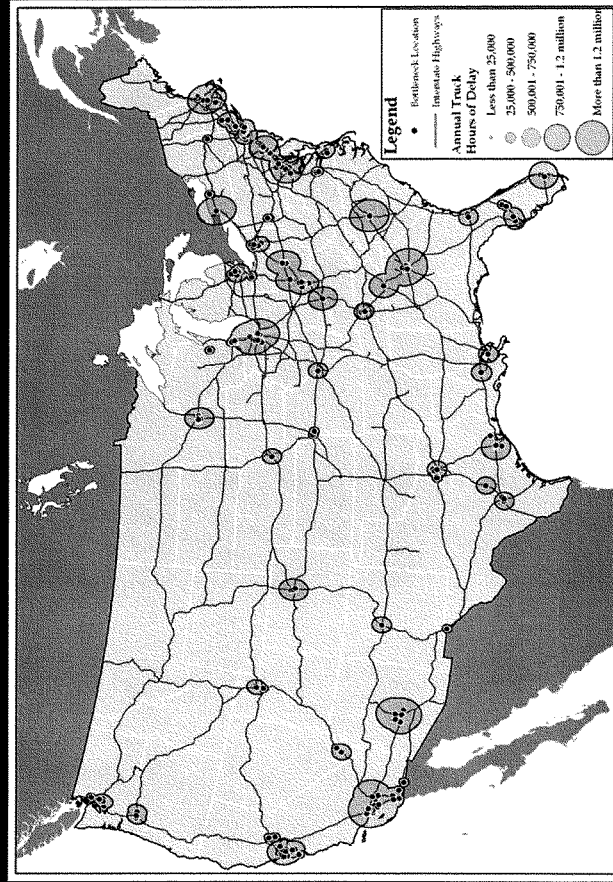 Legend
Bottleneck Location
Interstate Highways
Annual Truck
Hours of Delay
Less than 25,000
25,000 - 500,000
500,001 - 750,000
750,001 - 1.2 million
More than 1.2 million